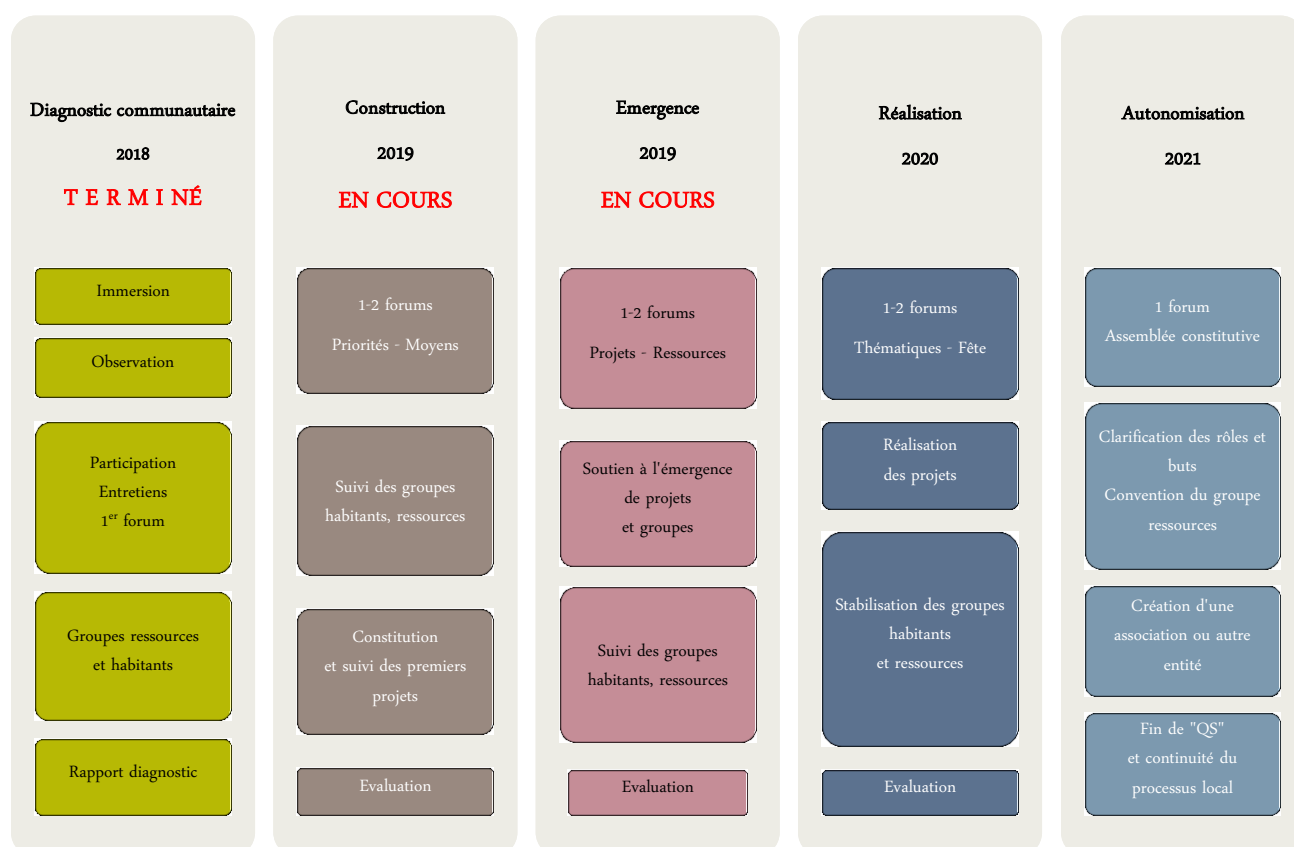 Diagnostic communautaire
2018
T E R M I NÉ
Immersion
Observation
Participation
Entretiens
1er forum
Groupes ressources
et habitants
Rapport diagnostic
Construction
2019
EN COURS
1-2 forums
Priorités - Moyens
Suivi des groupes
habitants, ressources
Constitution
et suivi des premiers
projets
Evaluation
Emergence
2019
EN COURS
1-2 forums
Projets - Ressources
Soutien à l'émergence
de projets
et groupes
Suivi des groupes
habitants, ressources
Evaluation
Réalisation
2020
1-2 forums
Thématiques - Fête
Réalisation
des projets
Stabilisation des groupes
habitants
et ressources
Evaluation
Autonomisation
2021
1 forum
Assemblée constitutive
Clarification des rôles et
buts
Convention du groupe
ressources
Création d'une
association ou autre
entité
Fin de "QS"
et continuité du
processus local